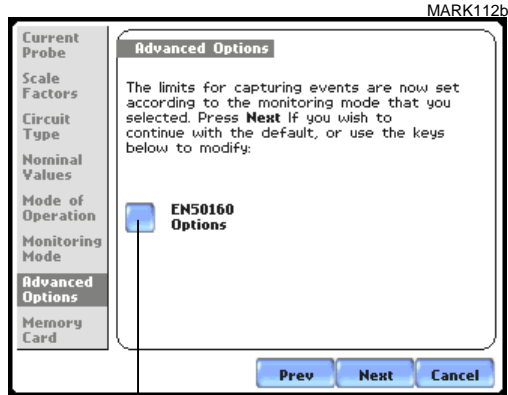 MARK112b
Current
Probe
Scale
Factors
Circuit
Type
Nominal
Values
Mode of
Operation
Monitoring
Mode
Advanced
Options
Memory
Card
Advanced Options
The limits for capturing events are now set
according to the monitoring mode that you
selected. Press Next If you wish to
continue with the default, or use the keys
below to modify:
EN50160
Options
Prev
Next
Cancel